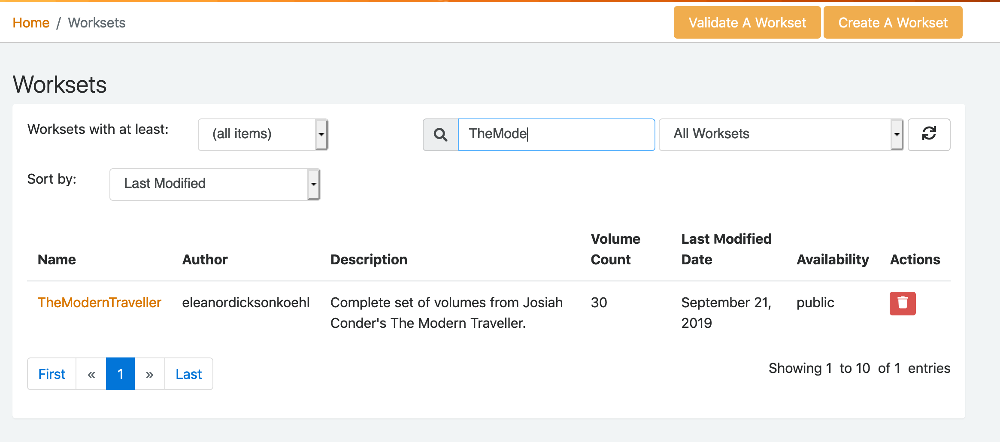 Home / Worksets
Validate A Workset
Create A Workset
Worksets
Worksets with at least:
(all items)
TheMode
All Worksets
Sort by:
Last Modified
Name
Author
Description
Volume
Count
Last Modified
Date
Availability
Actions
TheModernTraveller
eleanordicksonkoehl
Complete set of volumes from Josiah
Conder's The Modern Traveller.
30
September 21,
2019
public
First « 1 » Last
Showing 1 to 10 of 1 entries